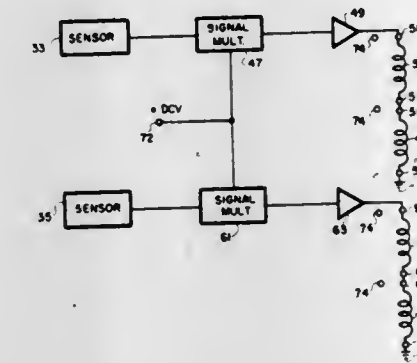 49
33 SENSOR SIGNAL MULT. 74
47
DCV 74
72
35 SENSOR SIGNAL MULT 63 74
61
74